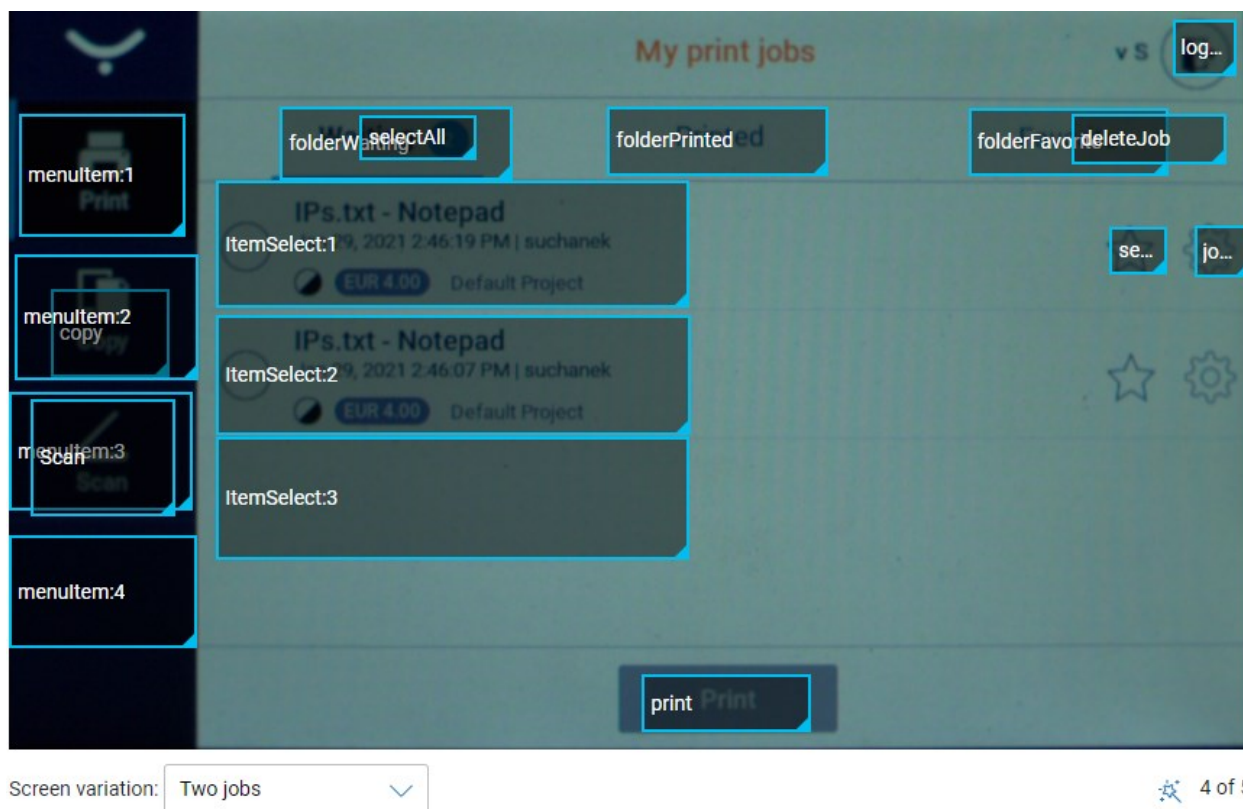 My print jobs
v S
log...
folderWaiting
selectAll
folderPrinted
folderFavorite
deleteJob
menuItem:1
Print
IPs.txt - Notepad
29, 2021 2:46:19 PM | suchanek
ItemSelect:1
EUR 4.00 Default Project
se...
jo...
menuItem:2
copy
Copy
IPs.txt - Notepad
29, 2021 2:46:07 PM | suchanek
ItemSelect:2
EUR 4.00 Default Project
menuItem:3
Scan
Scan
ItemSelect:3
menuItem:4
print Print
Screen variation: Two jobs
4 of 5